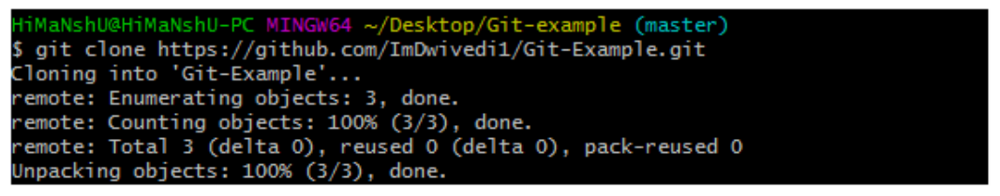 HiMaNshU@HiMaNshU-PC MINGW64 ~/Desktop/Git-example (master)
$ git clone https://github.com/ImDwivedi1/Git-Example.git
Cloning into 'Git-Example'...
remote: Enumerating objects: 3, done.
remote: Counting objects: 100% (3/3), done.
remote: Total 3 (delta 0), reused 0 (delta 0), pack-reused 0
Unpacking objects: 100% (3/3), done.